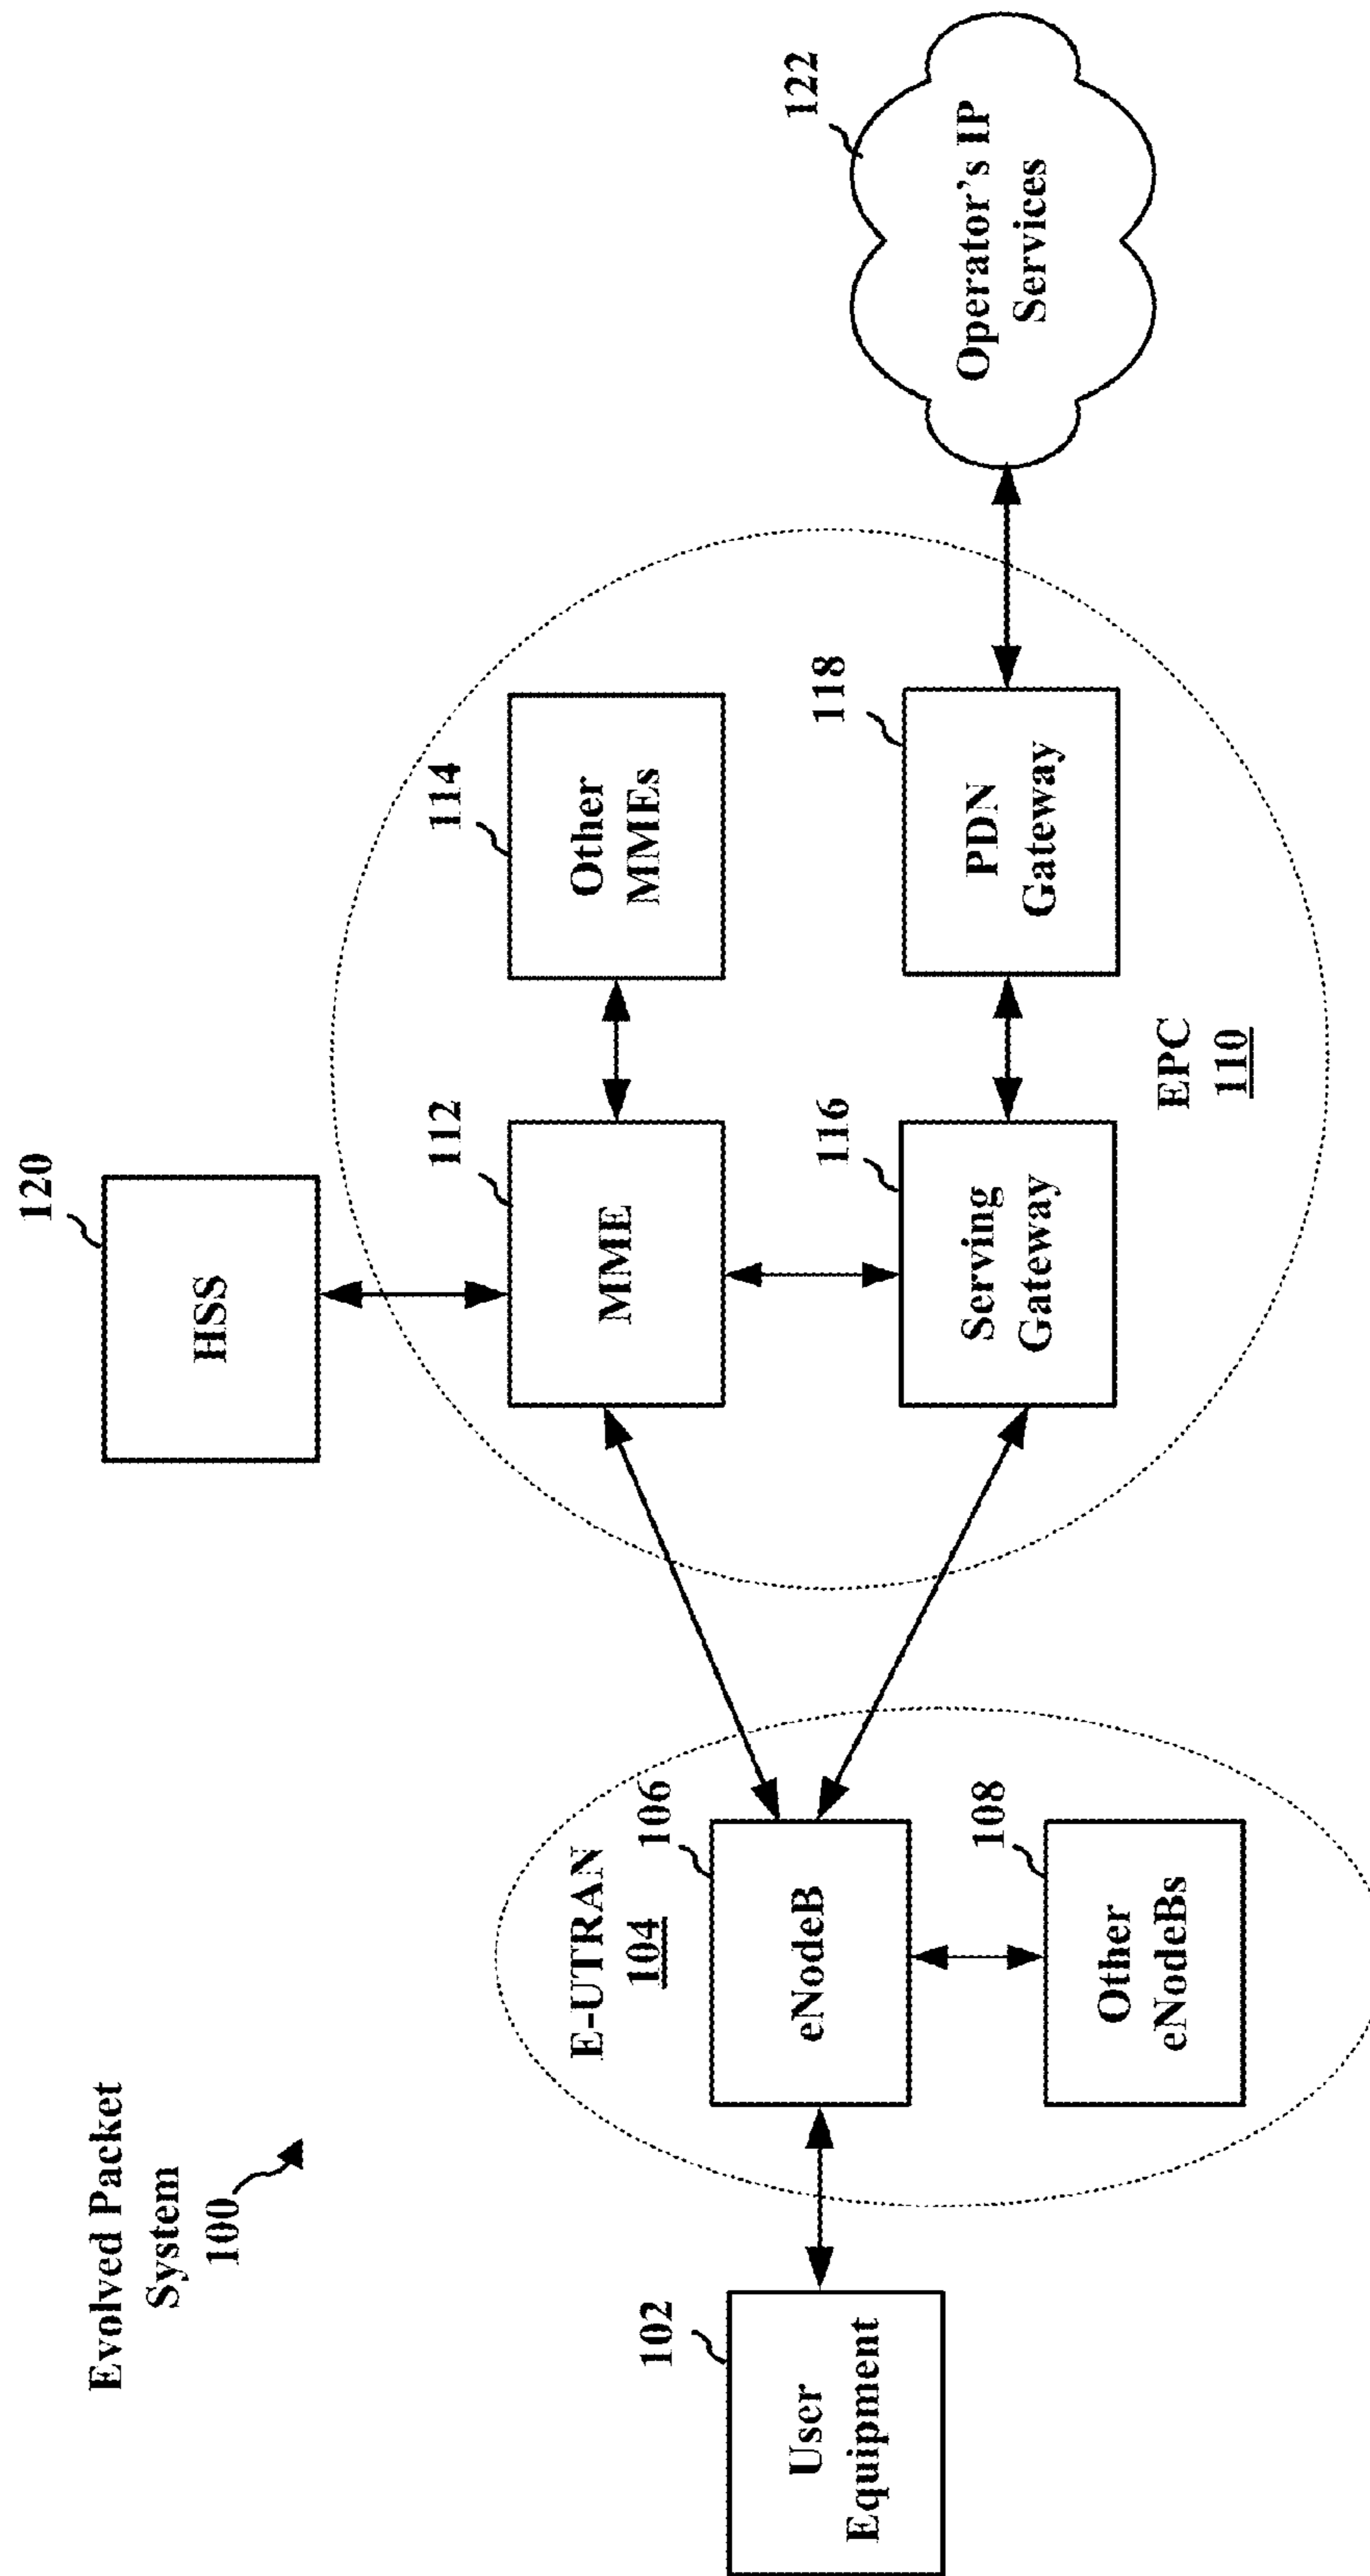 Evolved Packet
System
100
120
HSS
112
MME
114
Other
MMEs
E-UTRAN
104
106
eNodeB
102
User
Equipment
108
Other
eNodeBs
116
Serving
Gateway
118
PDN
Gateway
122
Operator's IP
Services
EPC
110